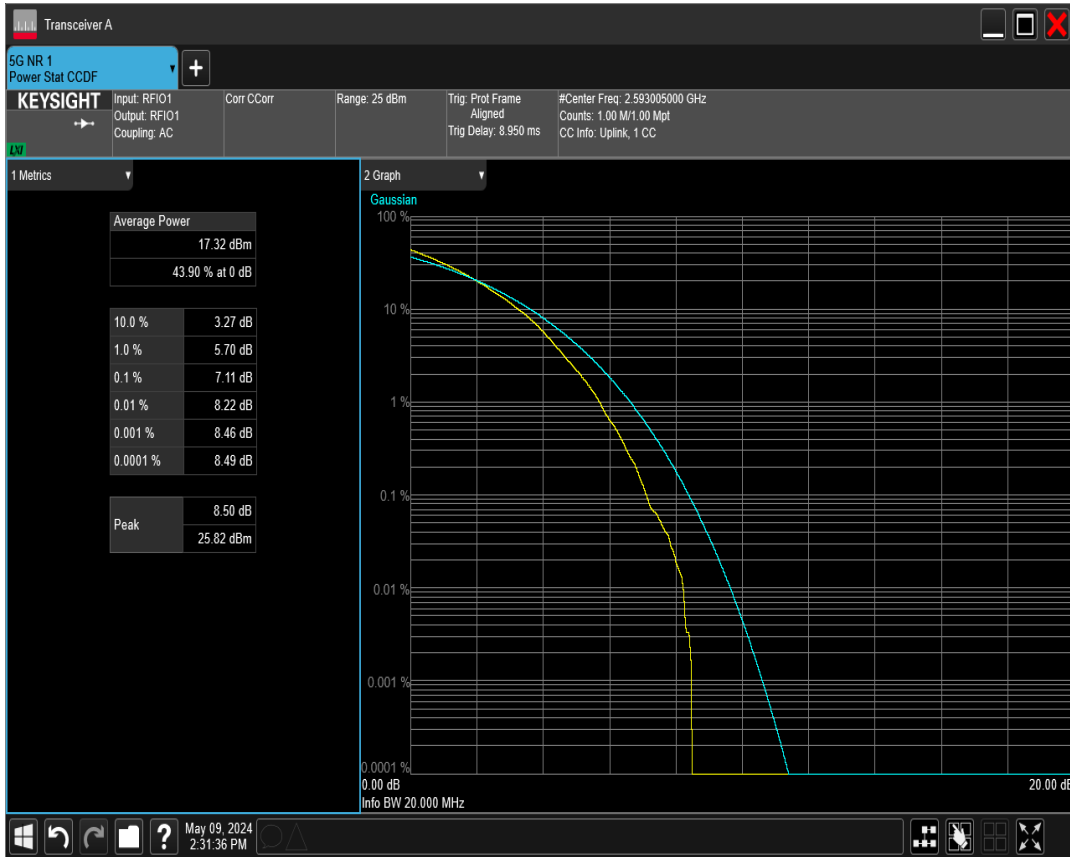 Transceiver A
5G NR 1
Power Stat CCDF
+
KEYSIGHT
LXI
Input: RFIO1
Output: RFIO1
Coupling: AC
Corr CCorr
Range: 25 dBm
Trig: Prot Frame
Aligned
Trig Delay: 8.950 ms
#Center Freq: 2.593005000 GHz
Counts: 1.00 M/1.00 Mpt
CC Info: Uplink, 1 CC
1 Metrics
Average Power
17.32 dBm
43.90 % at 0 dB
10.0 % 3.27 dB
1.0 % 5.70 dB
0.1 % 7.11 dB
0.01 % 8.22 dB
0.001 % 8.46 dB
0.0001 % 8.49 dB
Peak 8.50 dB
25.82 dBm
2 Graph
Gaussian
100 %
10 %
1 %
0.1 %
0.01 %
0.001 %
0.0001 %
0.00 dB 20.00 dB
Info BW 20.000 MHz
?
May 09, 2024
2:31:36 PM